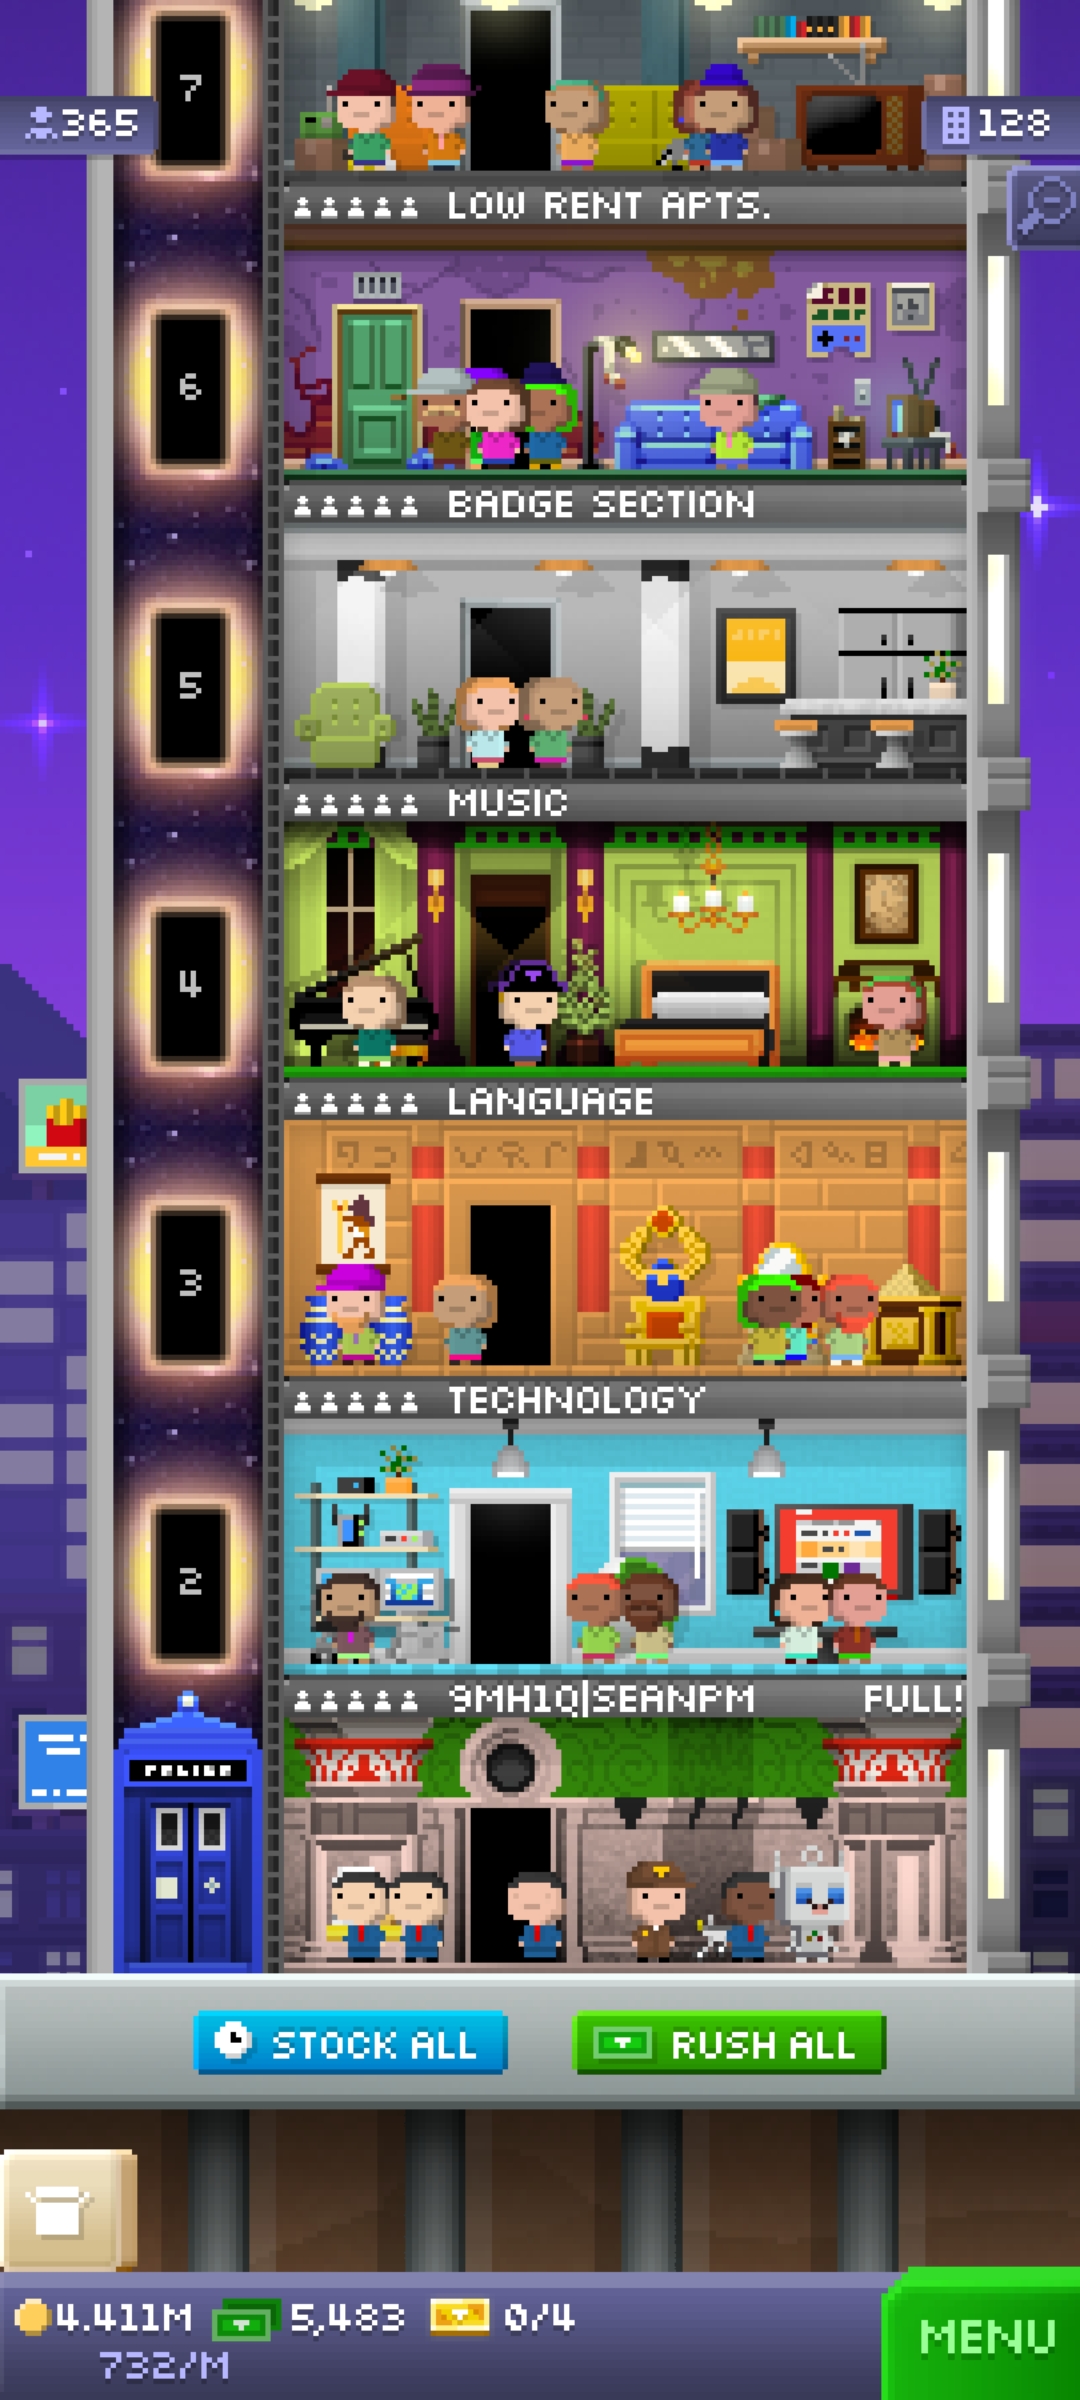 7
365
128
LOW RENT APTS.
6
BADGE SECTION
5
MUSIC
4
LANGUAGE
3
TECHNOLOGY
2
9MH1Q|SEANPM FULL!
POLICE
STOCK ALL
RUSH ALL
4.411M 5,483 0/4
732/M
MENU